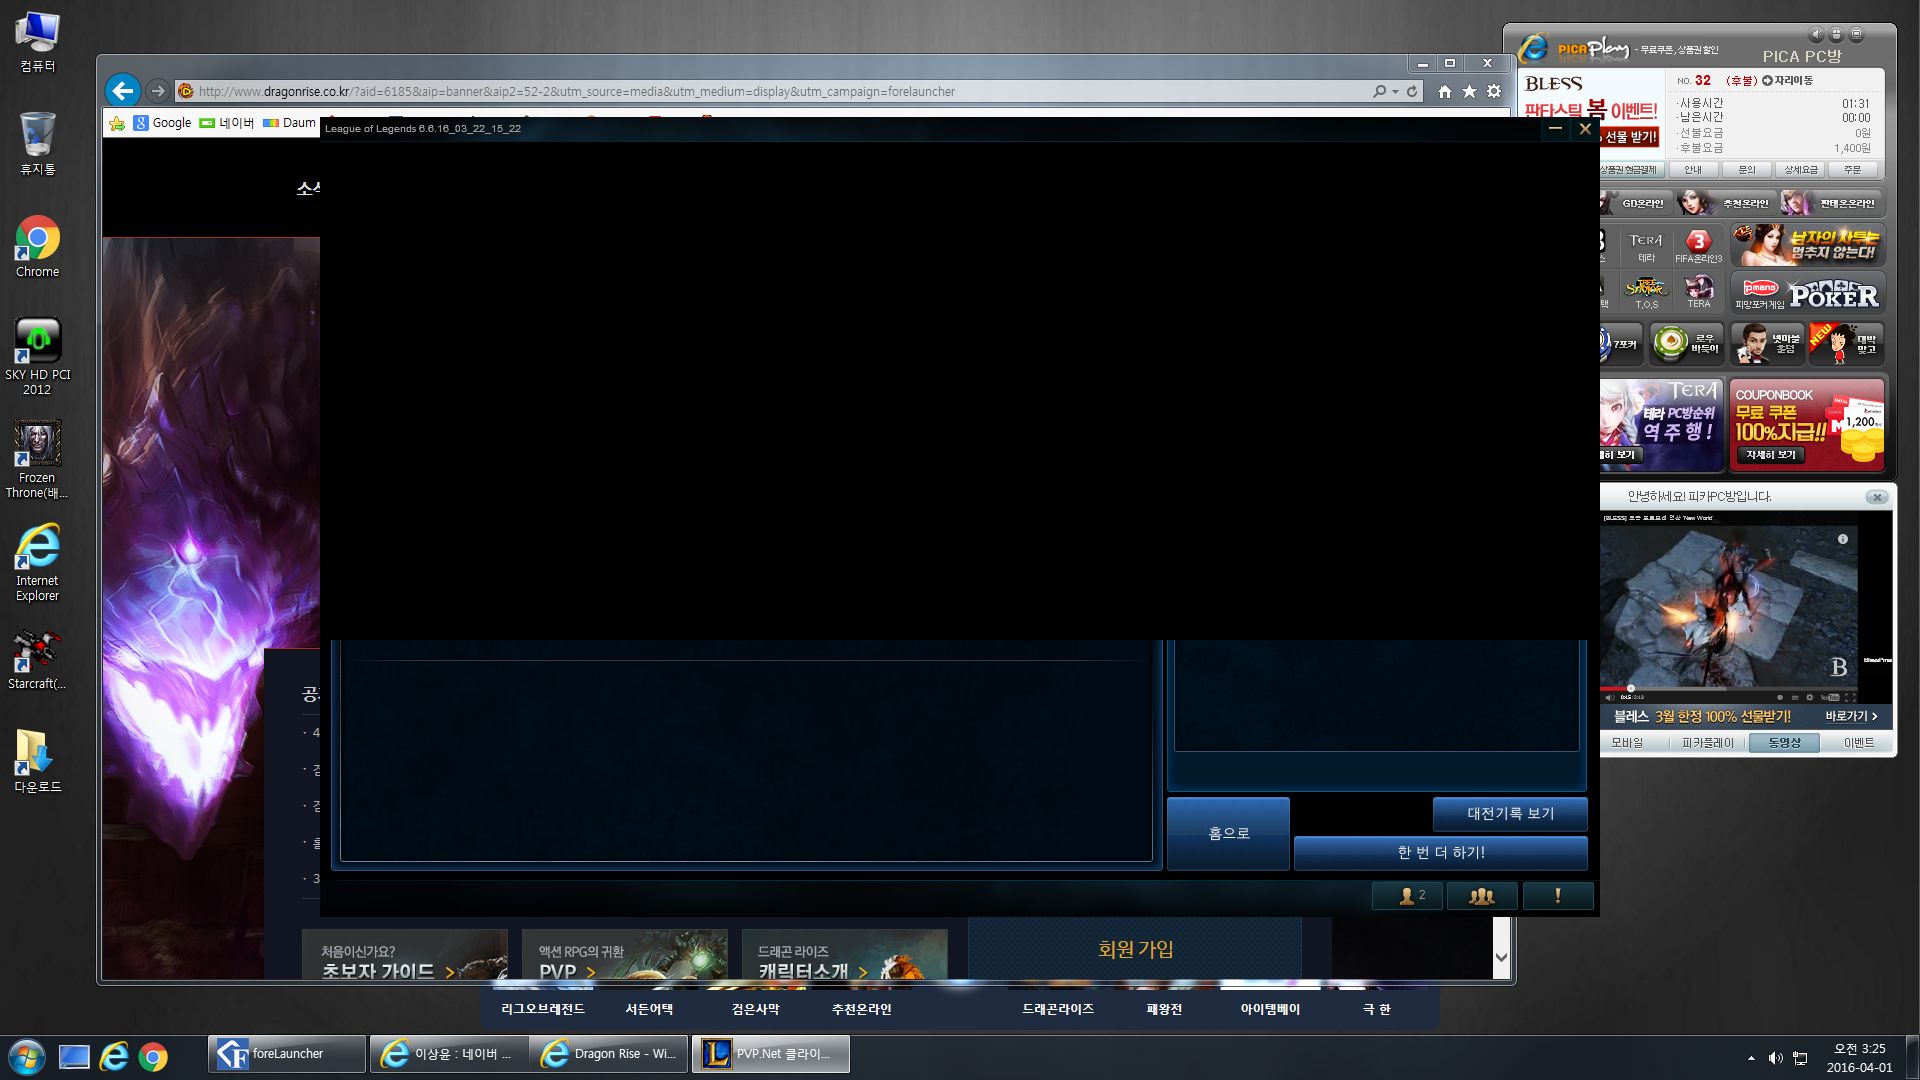 컴퓨터
휴지통
Chrome
SKY HD PCI
2012
Frozen
Throne(배...
Internet
Explorer
Starcraft(...
다운로드
http://www.dragonrise.co.kr/?aid=6185&aip=banner&aip2=52-2&utm_source=media&utm_medium=display&utm_campaign=forelauncher
Google
네이버
Daum
League of Legends 6.6.16_03_22_15_22
대전기록 보기
홈으로
한 번 더 하기!
2
!
처음이신가요?
초보자 가이드 >
액션 RPG의 귀환
PVP >
드래곤 라이즈
캐릭터소개 >
회원 가입
리그오브레전드
서든어택
검은사막
추천온라인
드래곤라이즈
패왕전
아이템베이
극 한
PICA Play - 무료쿠폰, 상품권 할인
PICA PC방
BLESS
판타스틱 봄 이벤트!
선물 받기!
NO. 32 (후불) 자리이동
· 사용시간 01:31
· 남은시간 00:00
· 선불요금 0원
· 후불요금 1,400원
상품권 현금결제
안내
문의
상세요금
주문
GD온라인
추천온라인
판테온온라인
TERA
테라
3
FIFA온라인3
남자의 사투는
멈추지 않는다!
TREE SAVIOR
T.O.S
TERA
pmang
피망포커게임
POKER
7포커
로우
바둑이
넷마블
홀덤
NEW
대박
맞고
TERA
테라 PC방순위
역 주 행 !
COUPONBOOK
무료 쿠폰
100%지급!!
1,200
자세히 보기
안녕하세요! 피카PC방입니다.
B
블레스 3월 한정 100% 선물받기!
바로가기 >
모바일
피카플레이
동영상
이벤트
foreLauncher
이상윤 : 네이버 ...
Dragon Rise - Wi...
PVP.Net 클라이...
오전 3:25
2016-04-01